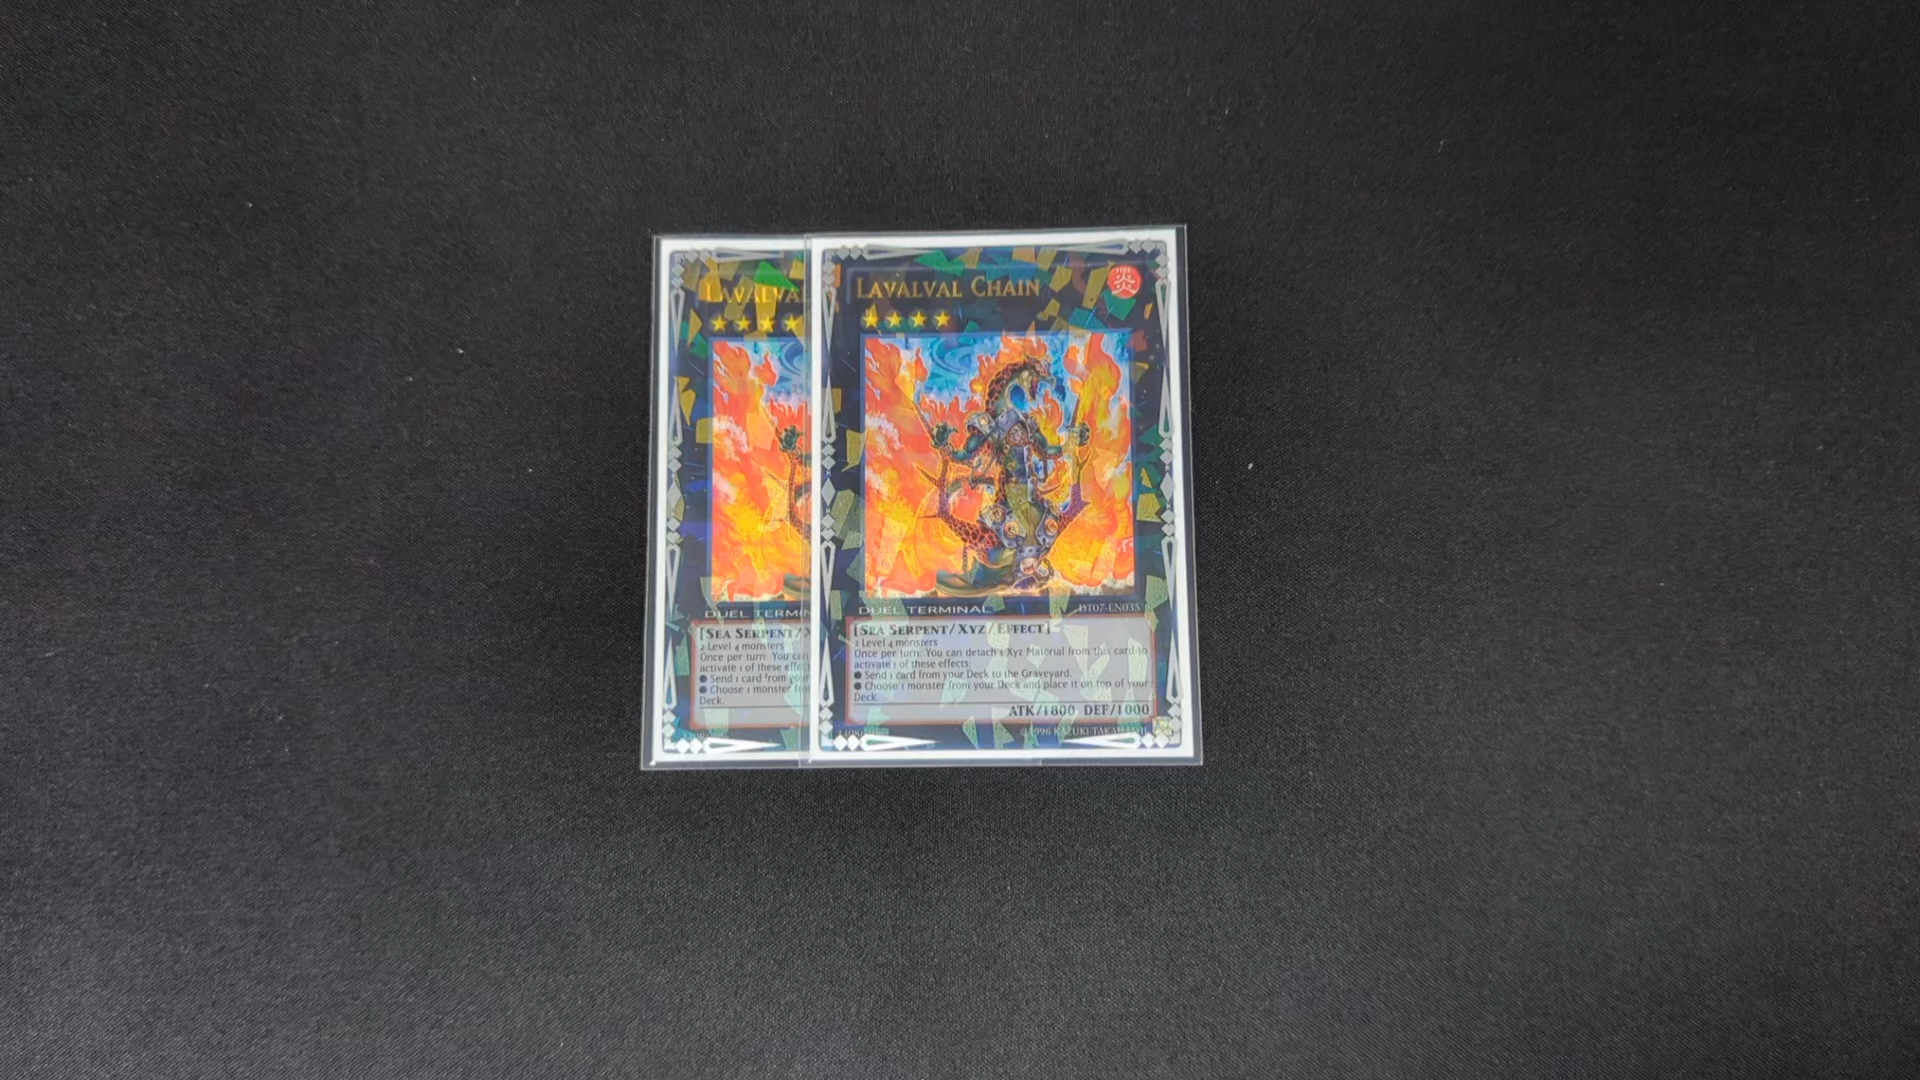 LAVALVA
DUEL TERMIN
[SEA SERPENT/X
2 Level 4 monsters
Once per turn: You can
activate 1 of these effe
● Send 1 card from your
● Choose 1 monster fro
Deck.
LAVALVAL CHAIN
炎
DUEL TERMINAL DT07-EN035
[SEA SERPENT/XYZ/EFFECT]
2 Level 4 monsters
Once per turn: You can detach 1 Xyz Material from this card to
activate 1 of these effects;
● Send 1 card from your Deck to the Graveyard.
● Choose 1 monster from your Deck and place it on top of your
Deck.
ATK/1800 DEF/1000
©1996 KAZUKI TAKAHASHI